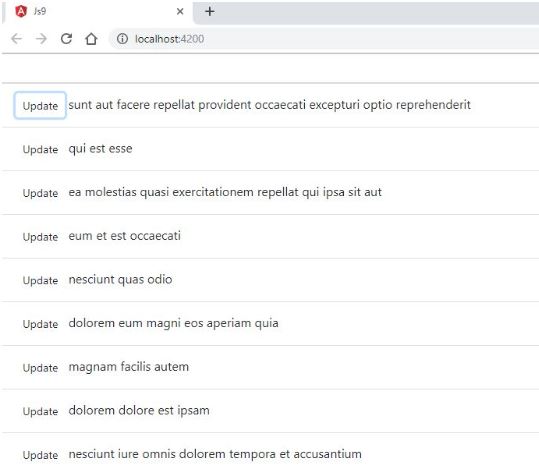 Js9
localhost:4200
Update sunt aut facere repellat provident occaecati excepturi optio reprehenderit
Update qui est esse
Update ea molestias quasi exercitationem repellat qui ipsa sit aut
Update eum et est occaecati
Update nesciunt quas odio
Update dolorem eum magni eos aperiam quia
Update magnam facilis autem
Update dolorem dolore est ipsam
Update nesciunt iure omnis dolorem tempora et accusantium